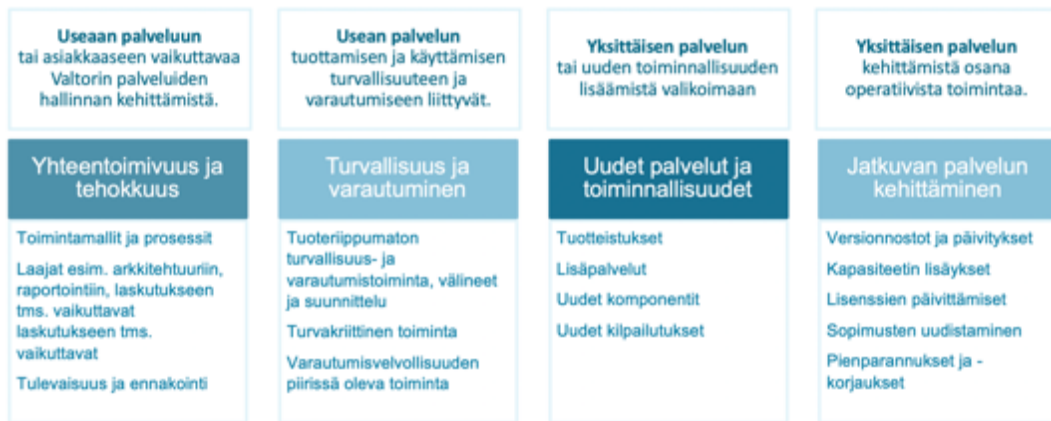 Useaan palveluun
tai asiakkaaseen vaikuttavaa
Valtorin palveluiden
hallinnan kehittämistä.
Usean palvelun
tuottamisen ja käyttämisen
turvallisuuteen ja
varautumiseen liittyvät.
Yksittäisen palvelun
tai uuden toiminnallisuuden
lisäämistä valikoimaan
Yksittäisen palvelun
kehittämistä osana
operatiivista toimintaa.
Yhteentoimivuus ja
tehokkuus
Turvallisuus ja
varautuminen
Uudet palvelut ja
toiminnallisuudet
Jatkuvan palvelun
kehittäminen
Toimintamallit ja prosessit
Laajat esim. arkkitehtuuriin,
raportointiin, laskutukseen
tms. vaikuttavat
laskutukseen tms.
vaikuttavat
Tulevaisuus ja ennakointi
Tuoteriippumaton
turvallisuus- ja
varautumistoiminta, välineet
ja suunnittelu
Turvakriittinen toiminta
Varautumisvelvollisuuden
piirissä oleva toiminta
Tuotteistukset
Lisäpalvelut
Uudet komponentit
Uudet kilpailutukset
Versionnostot ja päivitykset
Kapasiteetin lisäykset
Lisenssien päivittämiset
Sopimusten uudistaminen
Pienparannukset ja -
korjaukset